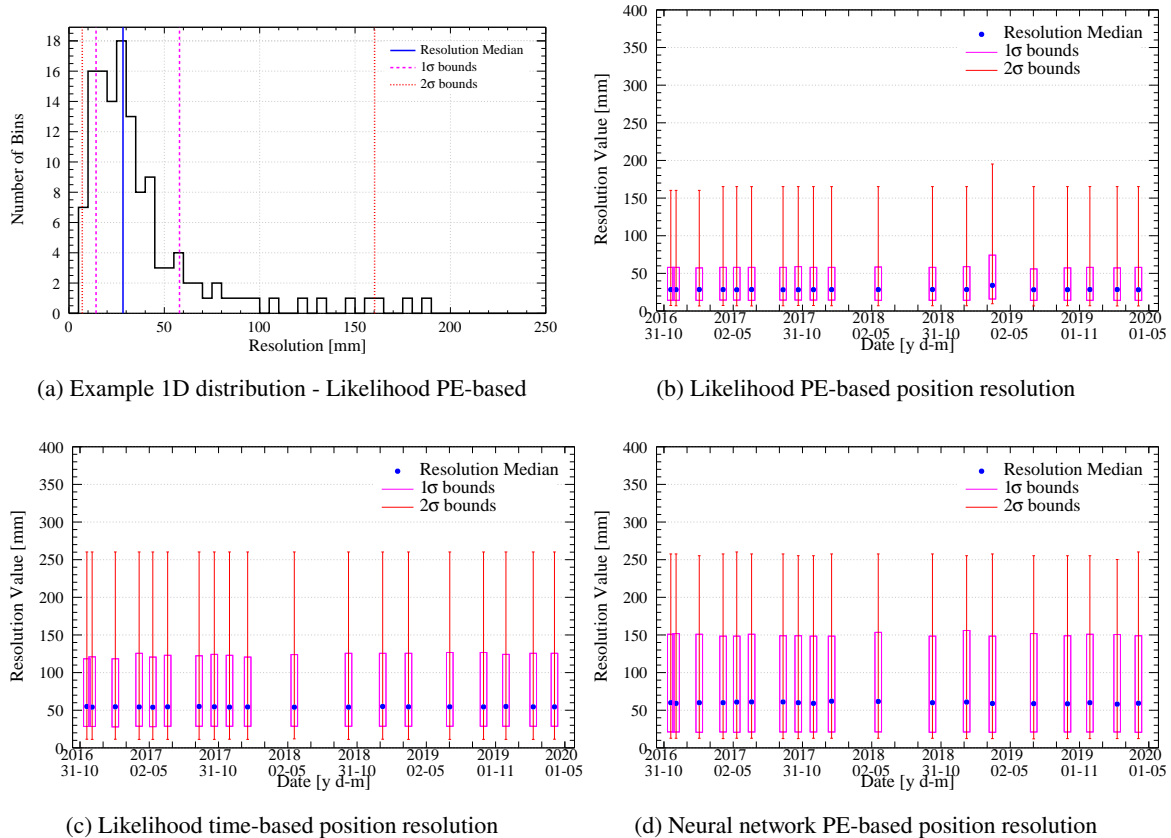 18
16
14
12
10
8
6
4
2
0
Number of Bins
Resolution Median
1σ bounds
2σ bounds
0 50 100 150 200 250
Resolution [mm]
(a) Example 1D distribution - Likelihood PE-based
400
350
300
250
200
150
100
50
0
Resolution Value [mm]
Resolution Median
1σ bounds
2σ bounds
2016 2017 2017 2018 2018 2019 2019 2020
31-10 02-05 31-10 02-05 31-10 02-05 01-11 01-05
Date [y d-m]
(b) Likelihood PE-based position resolution
400
350
300
250
200
150
100
50
0
Resolution Value [mm]
Resolution Median
1σ bounds
2σ bounds
2016 2017 2017 2018 2018 2019 2019 2020
31-10 02-05 31-10 02-05 31-10 02-05 01-11 01-05
Date [y d-m]
(c) Likelihood time-based position resolution
400
350
300
250
200
150
100
50
0
Resolution Value [mm]
Resolution Median
1σ bounds
2σ bounds
2016 2017 2017 2018 2018 2019 2019 2020
31-10 02-05 31-10 02-05 31-10 02-05 01-11 01-05
Date [y d-m]
(d) Neural network PE-based position resolution